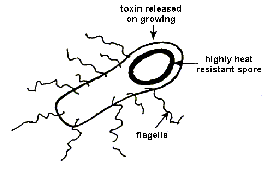 toxin released
on growing
highly heat
resistant spore
flagella